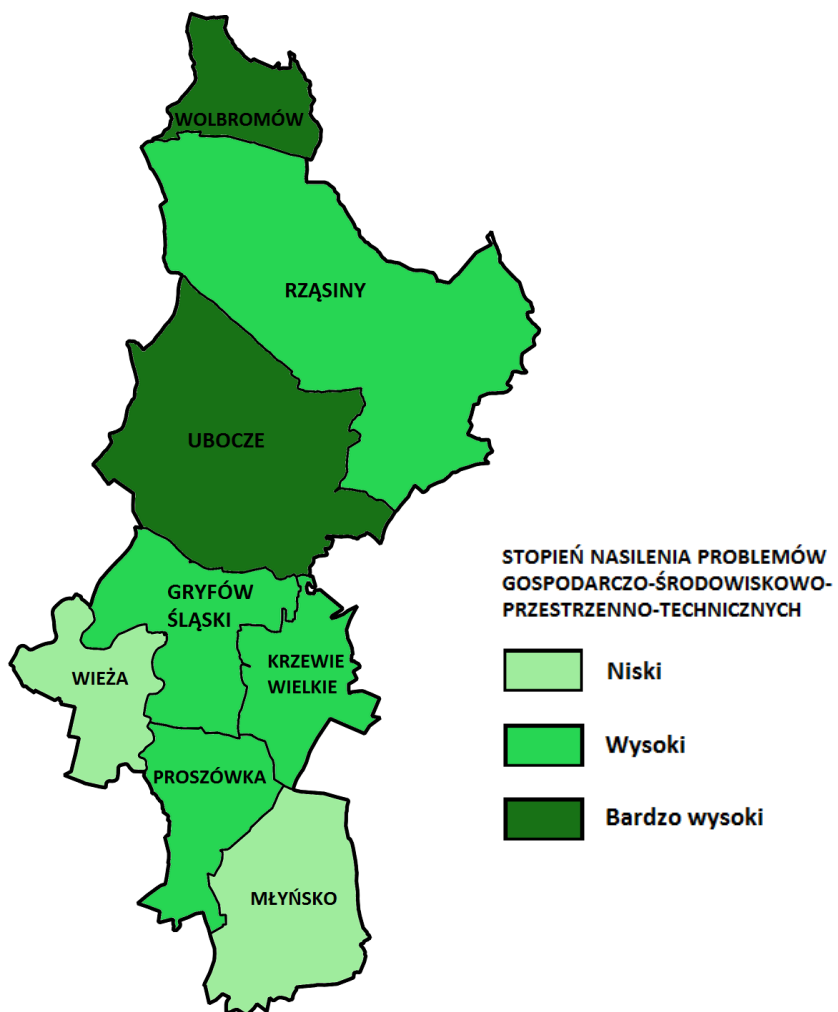 WOLBROMÓW
RZĄSINY
UBOCZE
STOPIEŃ NASILENIA PROBLEMÓW
GOSPODARCZO-ŚRODOWISKOWO-
PRZESTRZENNO-TECHNICZNYCH
GRYFÓW
ŚLĄSKI
KRZEWIE
WIELKIE
WIEŻA
Niski
Wysoki
PROSZÓWKA
Bardzo wysoki
MŁYŃSKO